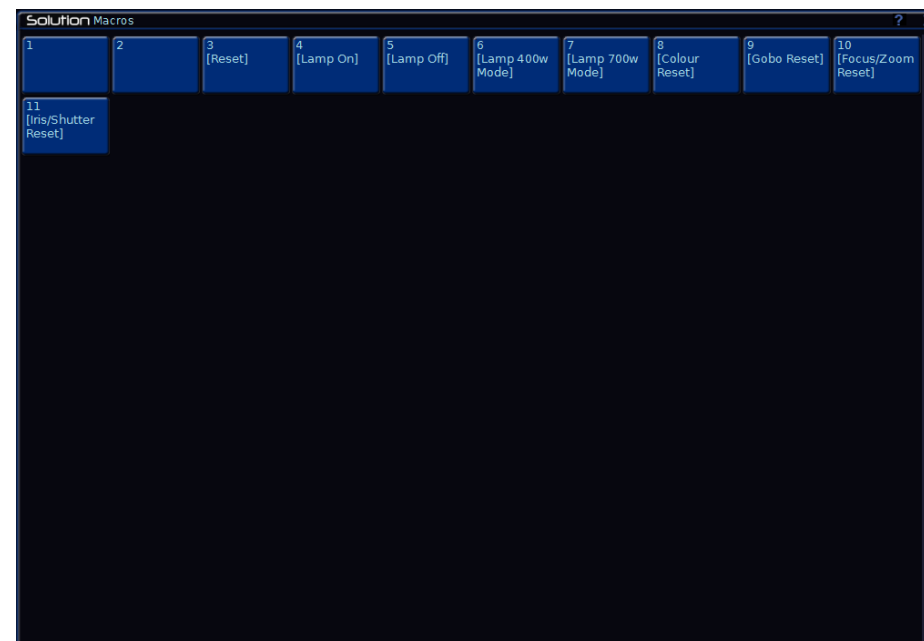 Solution Macros ?
1
2
3
[Reset]
4
[Lamp On]
5
[Lamp Off]
6
[Lamp 400w
Mode]
7
[Lamp 700w
Mode]
8
[Colour
Reset]
9
[Gobo Reset]
10
[Focus/Zoom
Reset]
11
[Iris/Shutter
Reset]